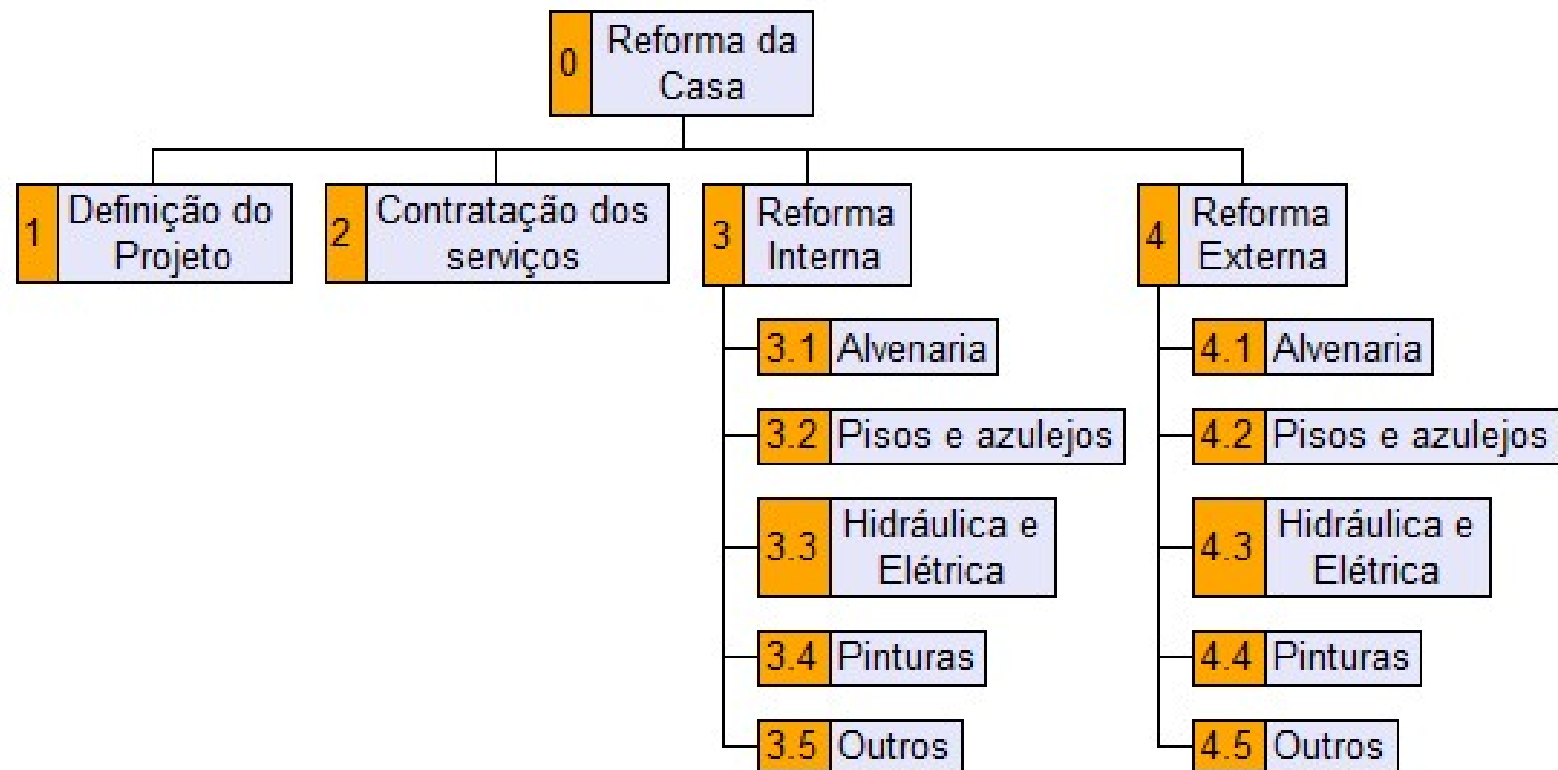 0 Reforma da
Casa
1 Definição do
Projeto
2 Contratação dos
serviços
3 Reforma
Interna
3.1 Alvenaria
3.2 Pisos e azulejos
3.3 Hidráulica e
Elétrica
3.4 Pinturas
3.5 Outros
4 Reforma
Externa
4.1 Alvenaria
4.2 Pisos e azulejos
4.3 Hidráulica e
Elétrica
4.4 Pinturas
4.5 Outros